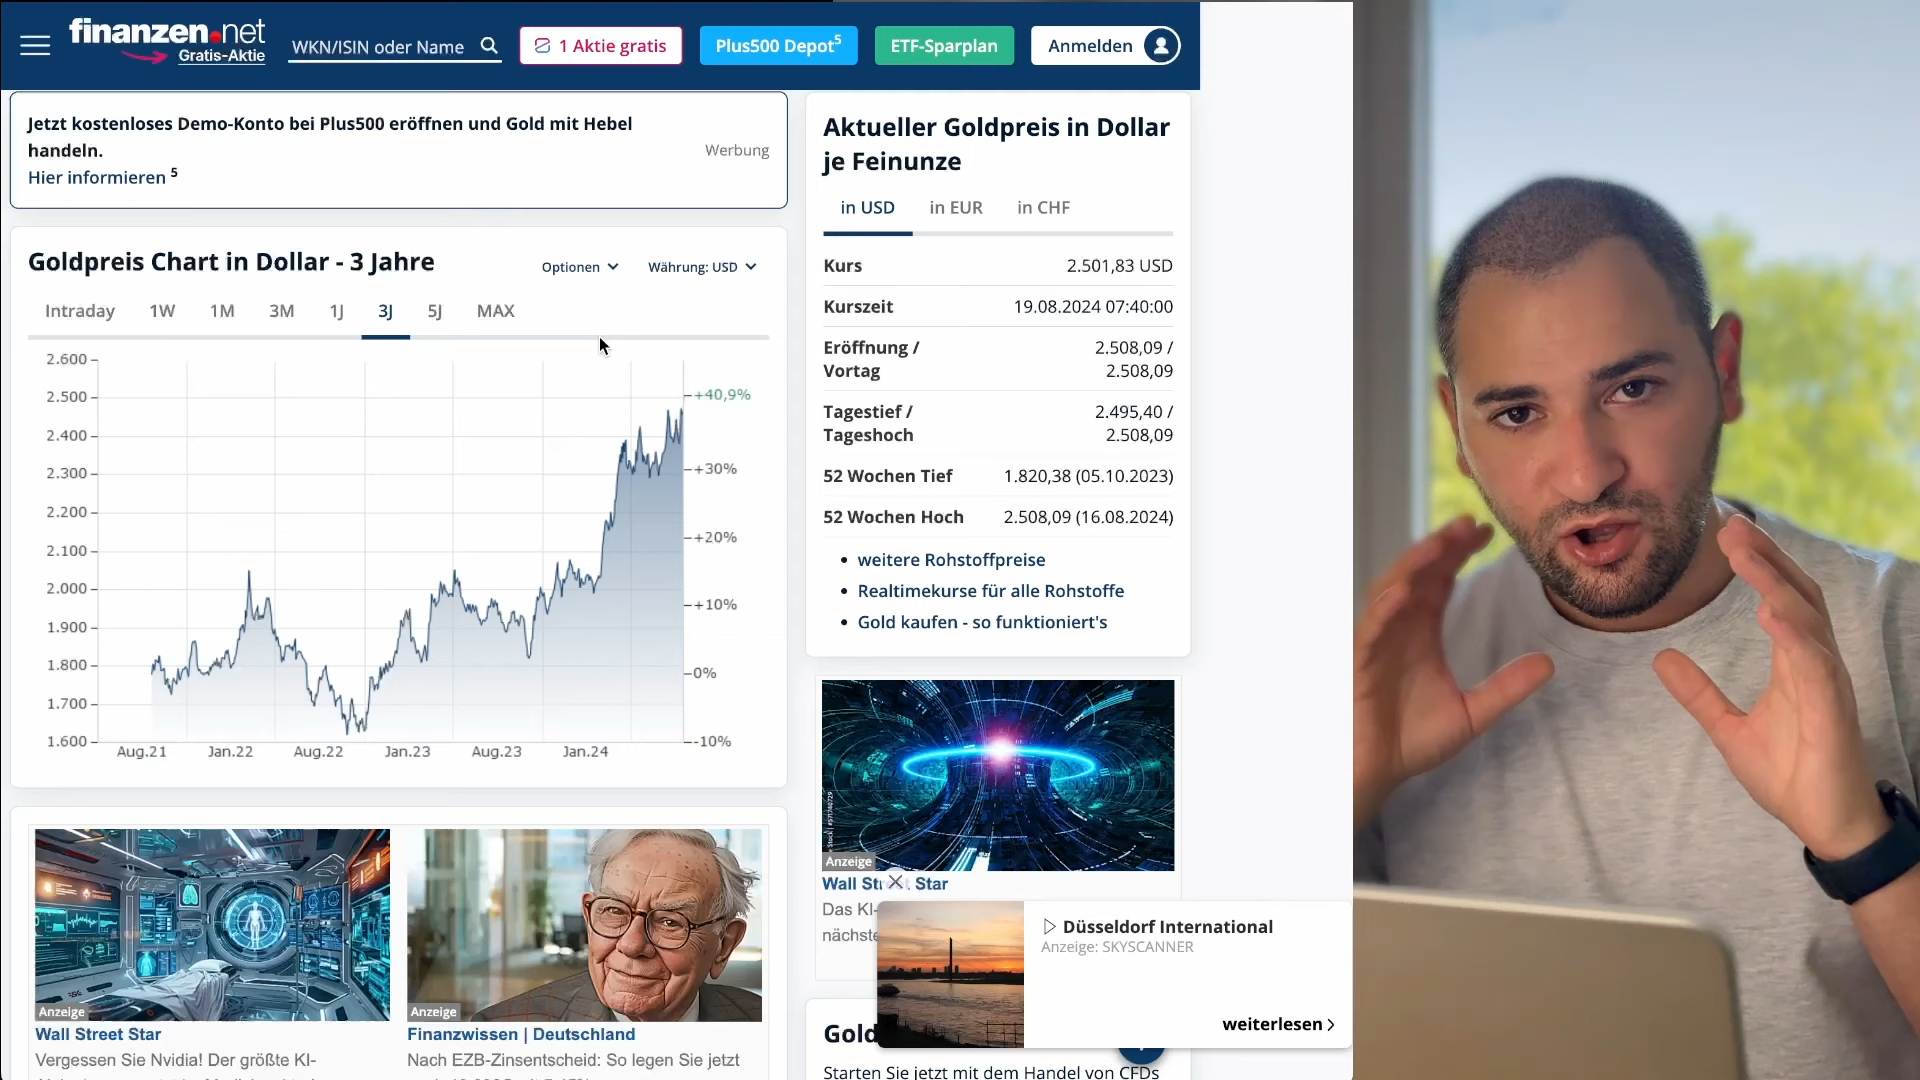 finanzen.net
Gratis-Aktie
WKN/ISIN oder Name
1 Aktie gratis
Plus500 Depot⁵
ETF-Sparplan
Anmelden
Jetzt kostenloses Demo-Konto bei Plus500 eröffnen und Gold mit Hebel
handeln.
Hier informieren ⁵
Werbung
Goldpreis Chart in Dollar - 3 Jahre
Optionen
Währung: USD
Intraday 1W 1M 3M 1J 3J 5J MAX
2.600
2.500
2.400
2.300
2.200
2.100
2.000
1.900
1.800
1.700
1.600
+40,9%
+30%
+20%
+10%
0%
-10%
Aug.21 Jan.22 Aug.22 Jan.23 Aug.23 Jan.24
Aktueller Goldpreis in Dollar
je Feinunze
in USD in EUR in CHF
Kurs 2.501,83 USD
Kurszeit 19.08.2024 07:40:00
Eröffnung / 2.508,09 /
Vortag 2.508,09
Tagestief / 2.495,40 /
Tageshoch 2.508,09
52 Wochen Tief 1.820,38 (05.10.2023)
52 Wochen Hoch 2.508,09 (16.08.2024)
• weitere Rohstoffpreise
• Realtimekurse für alle Rohstoffe
• Gold kaufen - so funktioniert's
Anzeige
Wall Street Star
Das KI-
nächste
Düsseldorf International
Anzeige: SKYSCANNER
weiterlesen
Gold
Starten Sie jetzt mit dem Handel von CFDs
Anzeige
Wall Street Star
Vergessen Sie Nvidia! Der größte KI-
Anzeige
Finanzwissen | Deutschland
Nach EZB-Zinsentscheid: So legen Sie jetzt